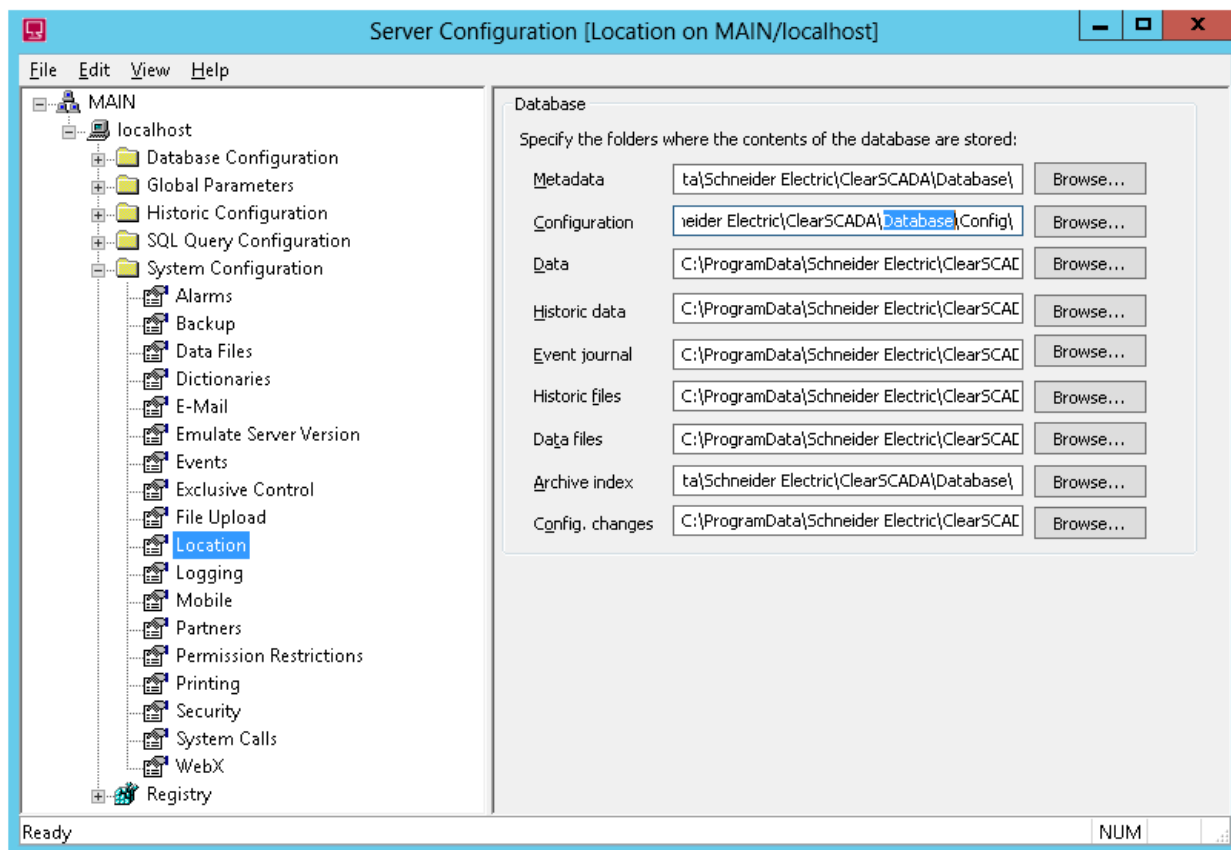 Server Configuration [Location on MAIN/localhost]
File Edit View Help
MAIN
localhost
Database Configuration
Global Parameters
Historic Configuration
SQL Query Configuration
System Configuration
Alarms
Backup
Data Files
Dictionaries
E-Mail
Emulate Server Version
Events
Exclusive Control
File Upload
Location
Logging
Mobile
Partners
Permission Restrictions
Printing
Security
System Calls
WebX
Registry
Database
Specify the folders where the contents of the database are stored:
Metadata ta\Schneider Electric\ClearSCADA\Database\ Browse...
Configuration neider Electric\ClearSCADA\Database\Config\ Browse...
Data C:\ProgramData\Schneider Electric\ClearSCAD Browse...
Historic data C:\ProgramData\Schneider Electric\ClearSCAD Browse...
Event journal C:\ProgramData\Schneider Electric\ClearSCAD Browse...
Historic files C:\ProgramData\Schneider Electric\ClearSCAD Browse...
Data files C:\ProgramData\Schneider Electric\ClearSCAD Browse...
Archive index ta\Schneider Electric\ClearSCADA\Database\ Browse...
Config. changes C:\ProgramData\Schneider Electric\ClearSCAD Browse...
Ready NUM